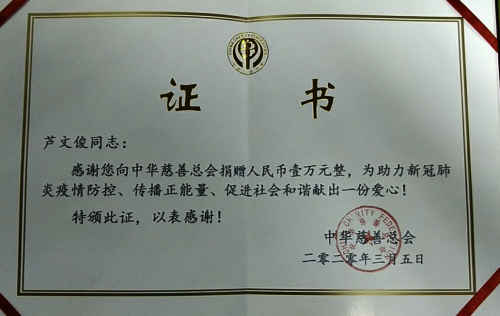 证 书
芦文俊同志：
感谢您向中华慈善总会捐赠人民币壹万元整，为助力新冠肺
炎疫情防控、传播正能量、促进社会和谐献出一份爱心！
特颁此证，以表感谢！
中华慈善总会
二零二零年三月五日